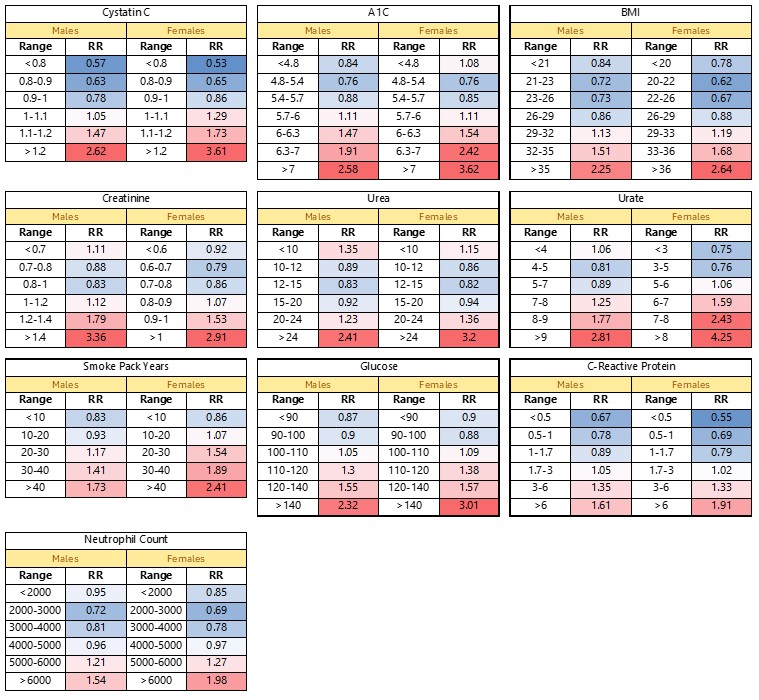 Cystatin C
Males Females
Range RR Range RR
<0.8 0.57 <0.8 0.53
0.8-0.9 0.63 0.8-0.9 0.65
0.9-1 0.78 0.9-1 0.86
1-1.1 1.05 1-1.1 1.29
1.1-1.2 1.47 1.1-1.2 1.73
>1.2 2.62 >1.2 3.61
A1C
Males Females
Range RR Range RR
<4.8 0.84 <4.8 1.08
4.8-5.4 0.76 4.8-5.4 0.76
5.4-5.7 0.88 5.4-5.7 0.85
5.7-6 1.11 5.7-6 1.11
6-6.3 1.47 6-6.3 1.54
6.3-7 1.91 6.3-7 2.42
>7 2.58 >7 3.62
BMI
Males Females
Range RR Range RR
<21 0.84 <20 0.78
21-23 0.72 20-22 0.62
23-26 0.73 22-26 0.67
26-29 0.86 26-29 0.88
29-32 1.13 29-33 1.19
32-35 1.51 33-36 1.68
>35 2.25 >36 2.64
Creatinine
Males Females
Range RR Range RR
<0.7 1.11 <0.6 0.92
0.7-0.8 0.88 0.6-0.7 0.79
0.8-1 0.83 0.7-0.8 0.86
1-1.2 1.12 0.8-0.9 1.07
1.2-1.4 1.79 0.9-1 1.53
>1.4 3.36 >1 2.91
Urea
Males Females
Range RR Range RR
<10 1.35 <10 1.15
10-12 0.89 10-12 0.86
12-15 0.83 12-15 0.82
15-20 0.92 15-20 0.94
20-24 1.23 20-24 1.36
>24 2.41 >24 3.2
Urate
Males Females
Range RR Range RR
<4 1.06 <3 0.75
4-5 0.81 3-5 0.76
5-7 0.89 5-6 1.06
7-8 1.25 6-7 1.59
8-9 1.77 7-8 2.43
>9 2.81 >8 4.25
Smoke Pack Years
Males Females
Range RR Range RR
<10 0.83 <10 0.86
10-20 0.93 10-20 1.07
20-30 1.17 20-30 1.54
30-40 1.41 30-40 1.89
>40 1.73 >40 2.41
Glucose
Males Females
Range RR Range RR
<90 0.87 <90 0.9
90-100 0.9 90-100 0.88
100-110 1.05 100-110 1.09
110-120 1.3 110-120 1.38
120-140 1.55 120-140 1.57
>140 2.32 >140 3.01
C-Reactive Protein
Males Females
Range RR Range RR
<0.5 0.67 <0.5 0.55
0.5-1 0.78 0.5-1 0.69
1-1.7 0.89 1-1.7 0.79
1.7-3 1.05 1.7-3 1.02
3-6 1.35 3-6 1.33
>6 1.61 >6 1.91
Neutrophil Count
Males Females
Range RR Range RR
<2000 0.95 <2000 0.85
2000-3000 0.72 2000-3000 0.69
3000-4000 0.81 3000-4000 0.78
4000-5000 0.96 4000-5000 0.97
5000-6000 1.21 5000-6000 1.27
>6000 1.54 >6000 1.98